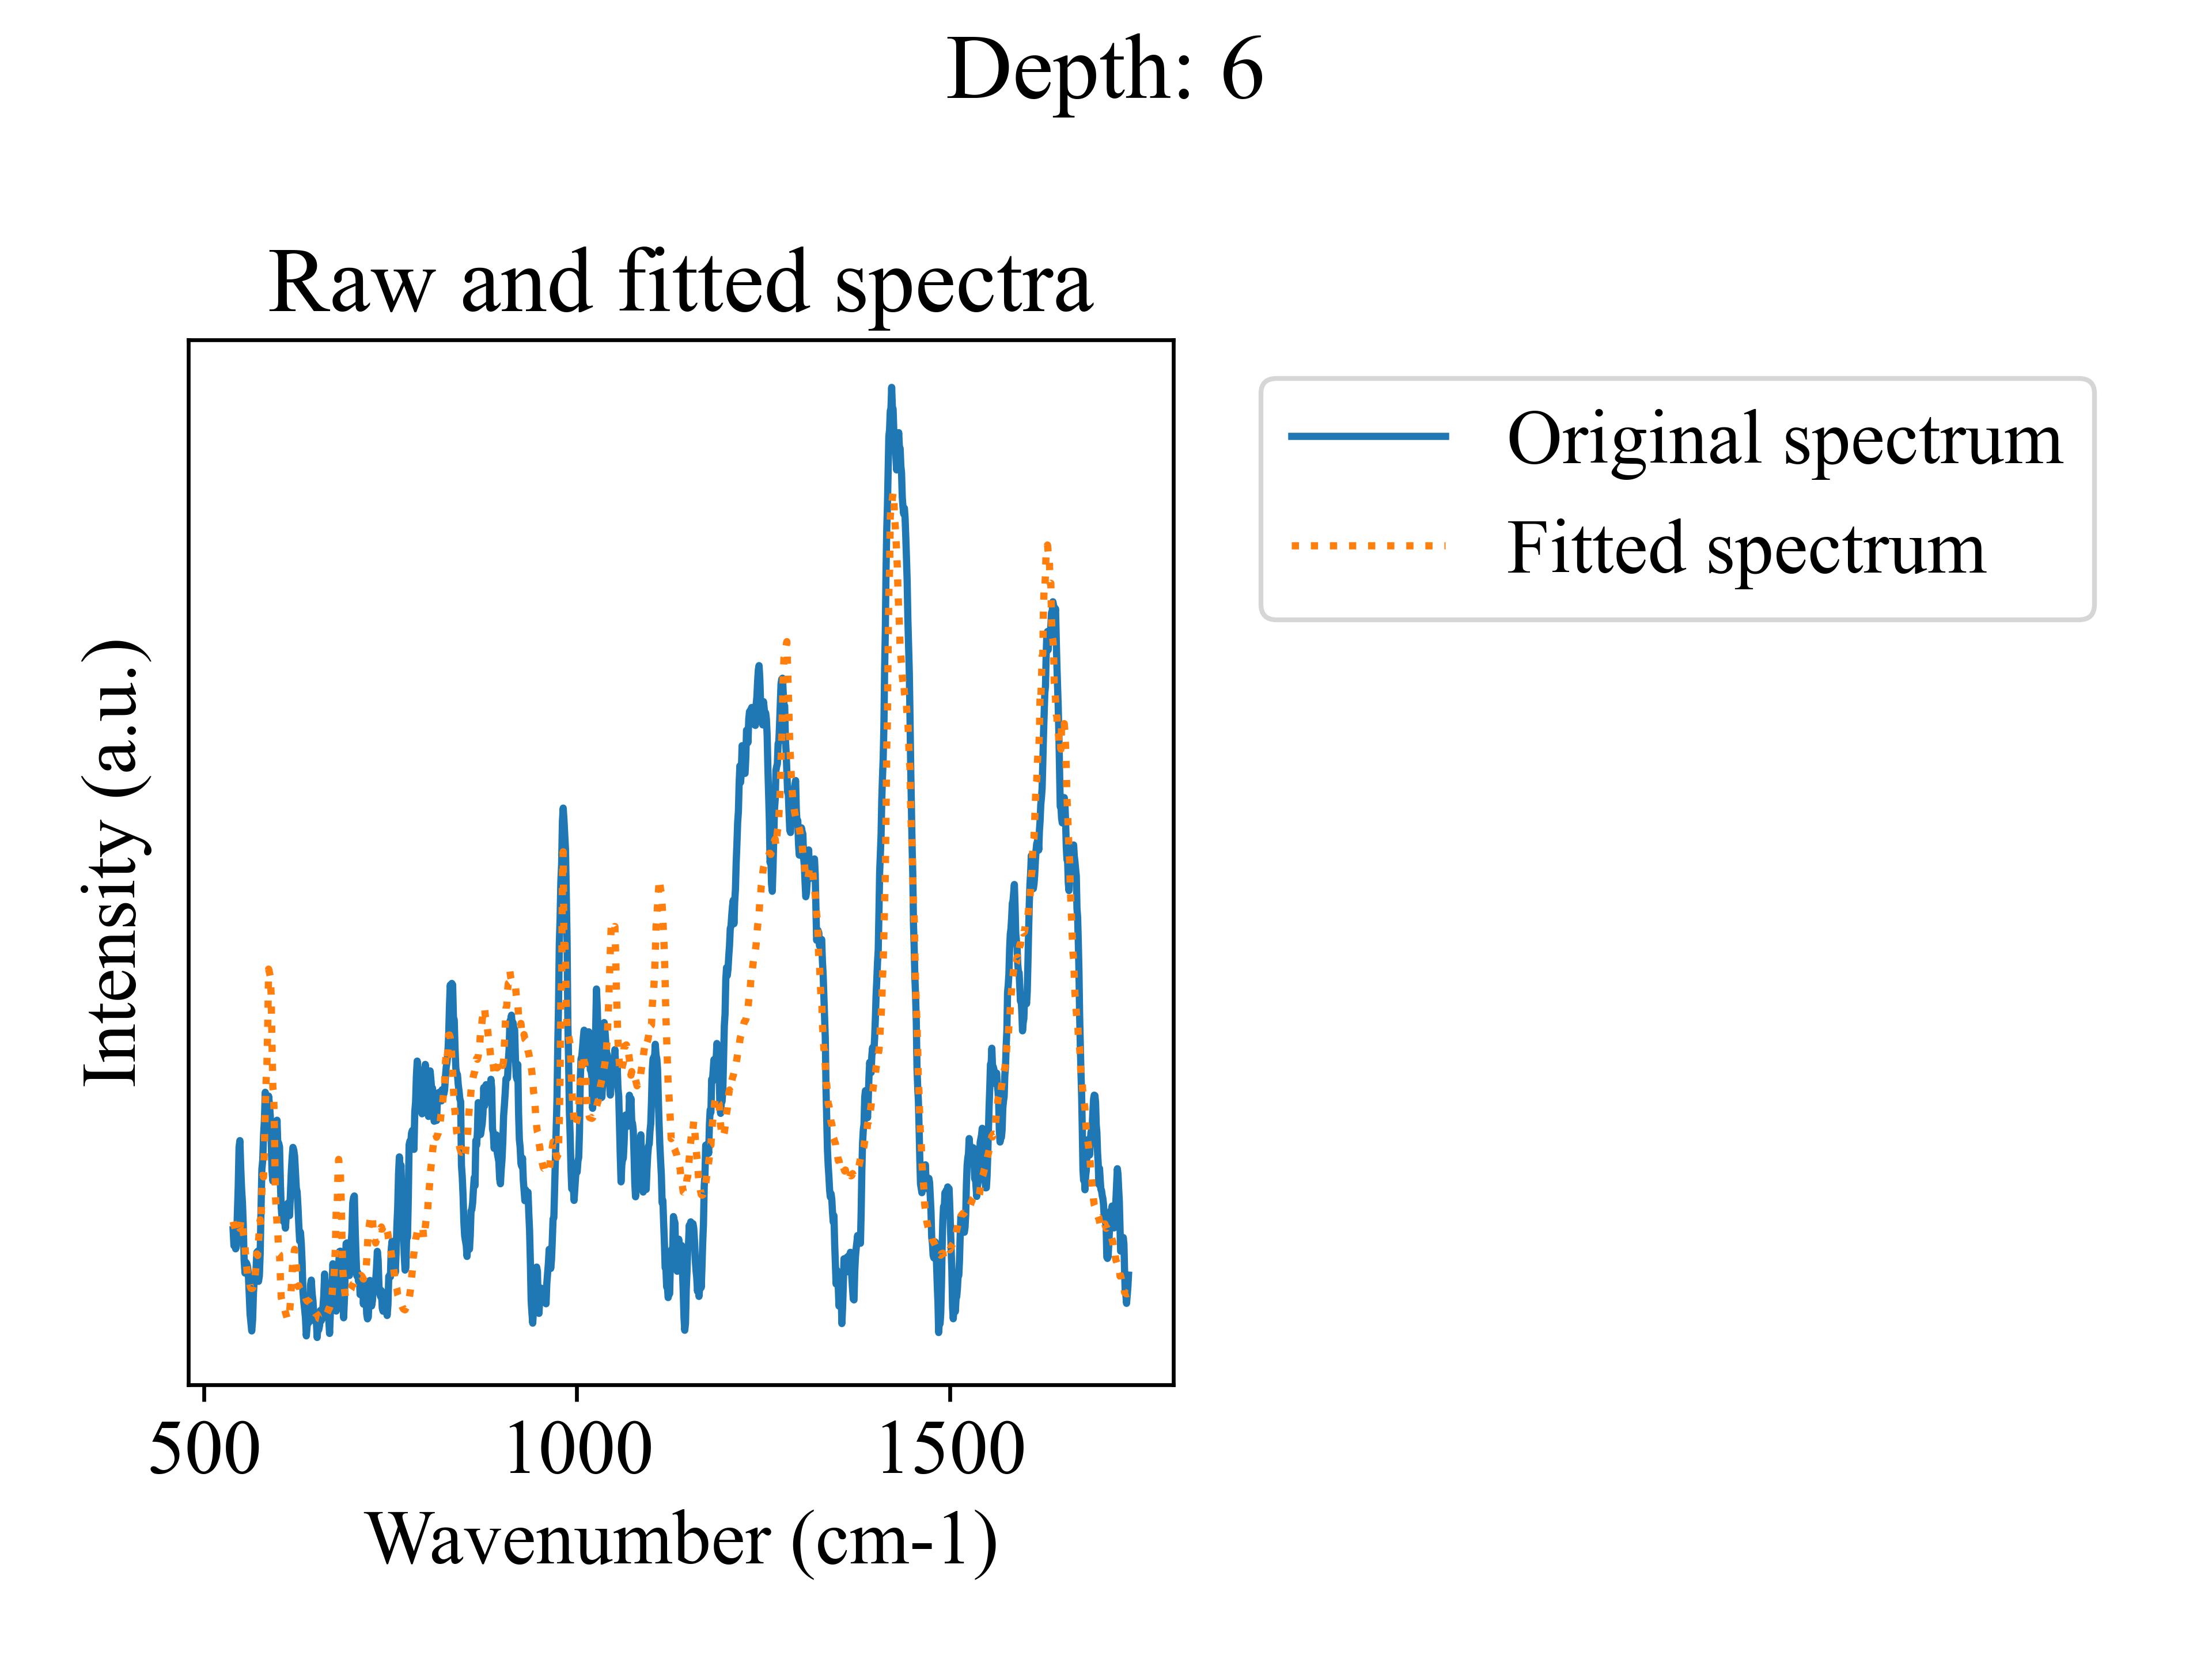 Depth: 6
Raw and fitted spectra
Original spectrum
Fitted spectrum
Intensity (a.u.)
500 1000 1500
Wavenumber (cm-1)